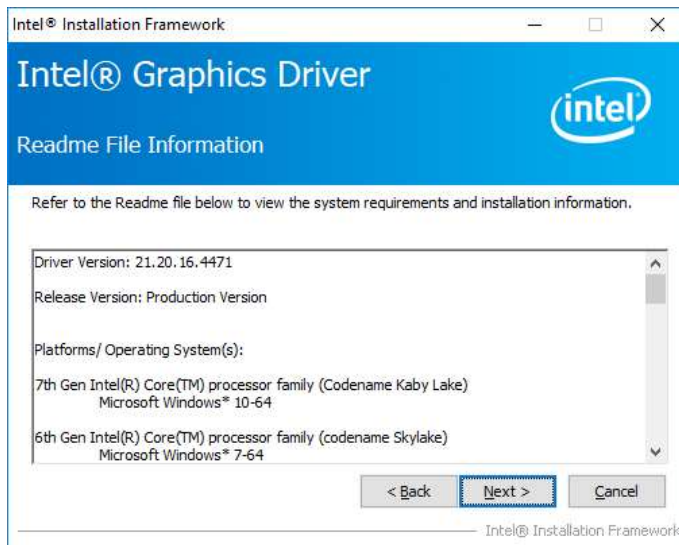 Intel® Installation Framework
Intel® Graphics Driver
intel
Readme File Information
Refer to the Readme file below to view the system requirements and installation information.
Driver Version: 21.20.16.4471
Release Version: Production Version
Platforms/ Operating System(s):
7th Gen Intel(R) Core(TM) processor family (Codename Kaby Lake)
Microsoft Windows* 10-64
6th Gen Intel(R) Core(TM) processor family (codename Skylake)
Microsoft Windows* 7-64
< Back
Next >
Cancel
Intel® Installation Framework